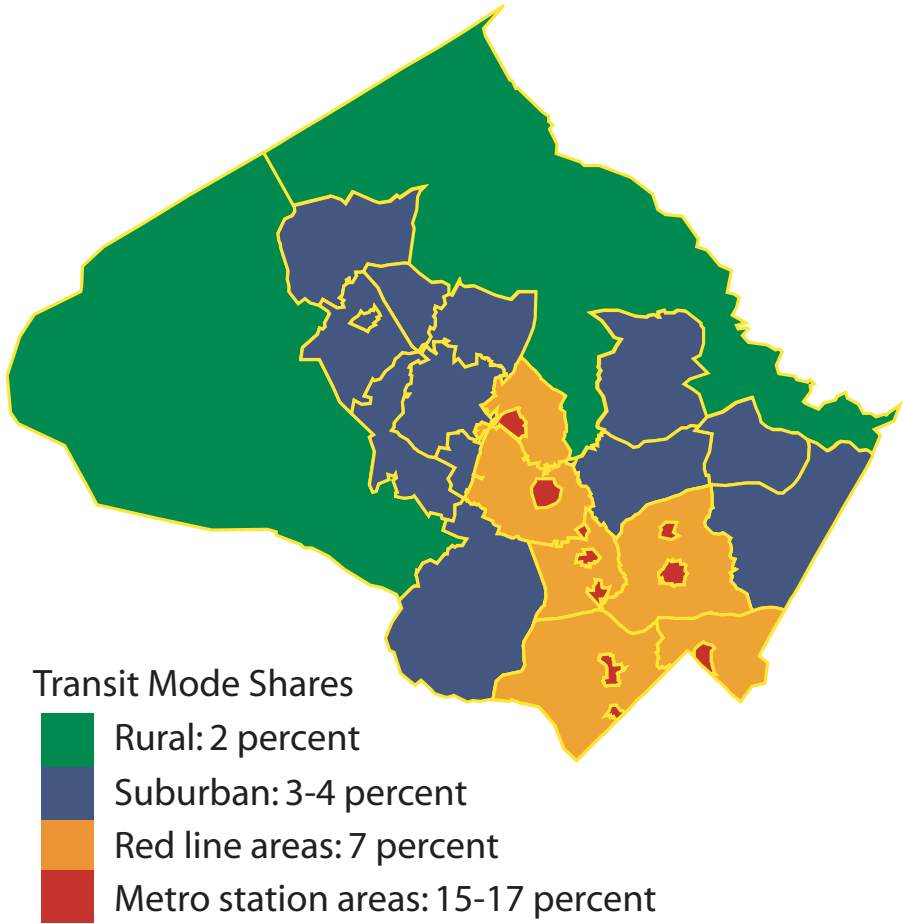 Transit Mode Shares
Rural: 2 percent
Suburban: 3-4 percent
Red line areas: 7 percent
Metro station areas: 15-17 percent